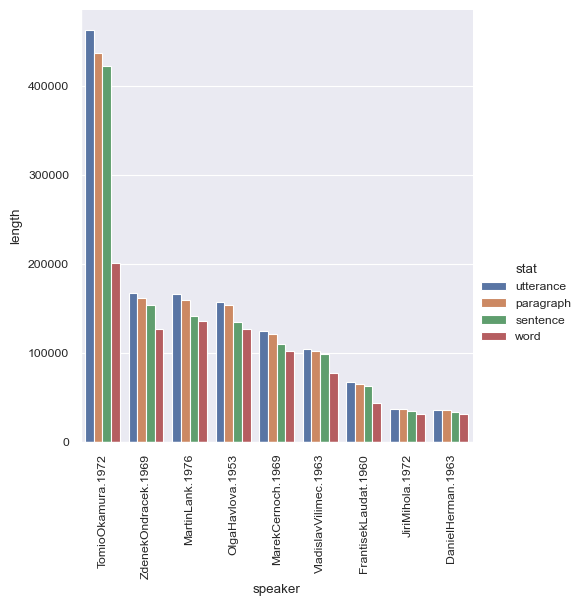 length
400000
300000
200000
100000
0
stat
utterance
paragraph
sentence
word
TomioOkamura.1972
ZdenekOndracek.1969
MartinLank.1976
OlgaHavlova.1953
MarekCernoch.1969
VladislavVilimec.1963
FrantisekLaudat.1960
JiriMihola.1972
DanielHerman.1963
speaker